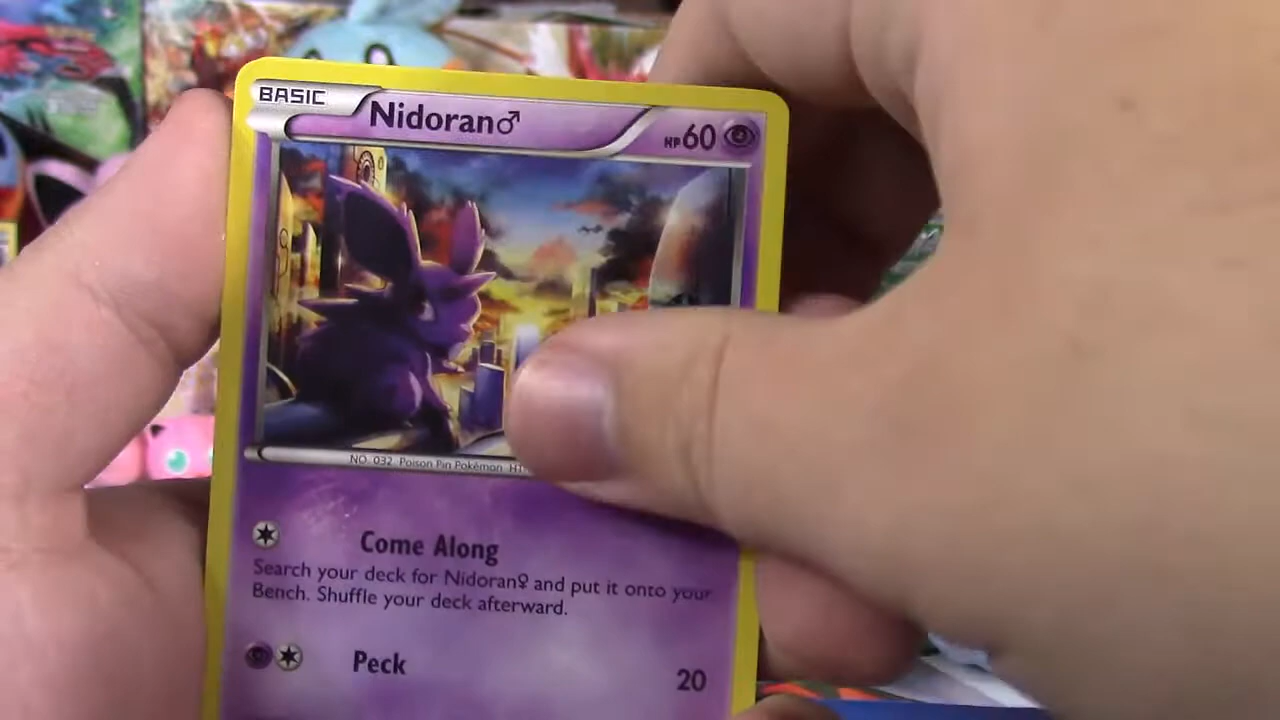 BASIC Nidoran♂ HP60
NO. 032 Poison Pin Pokémon
Come Along
Search your deck for Nidoran♀ and put it onto your
Bench. Shuffle your deck afterward.
Peck 20